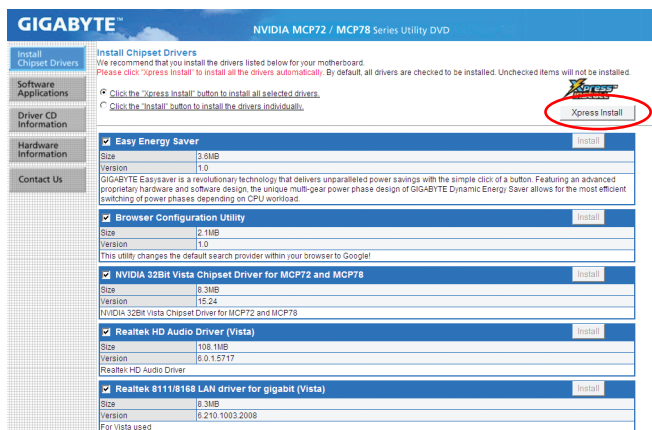 GIGABYTE™
NVIDIA MCP72 / MCP78 Series Utility DVD
Install
Chipset Drivers
Software
Applications
Driver CD
Information
Hardware
Information
Contact Us
Install Chipset Drivers
We recommend that you install the drivers listed below for your motherboard.
Please click "Xpress Install" to install all the drivers automatically. By default, all drivers are checked to be installed. Unchecked items will not be installed.
Click the "Xpress Install" button to install all selected drivers.
Click the "Install" button to install the drivers individually.
Xpress
Xpress Install
Easy Energy Saver
Install
Size 3.6MB
Version 1.0
GIGABYTE Easysaver is a revolutionary technology that delivers unparalleled power savings with the simple click of a button. Featuring an advanced
proprietary hardware and software design, the unique multi-gear power phase design of GIGABYTE Dynamic Energy Saver allows for the most efficient
switching of power phases depending on CPU workload.
Browser Configuration Utility
Install
Size 2.1MB
Version 1.0
This utility changes the default search provider within your browser to Google!
NVIDIA 32Bit Vista Chipset Driver for MCP72 and MCP78
Install
Size 8.3MB
Version 15.24
NVIDIA 32Bit Vista Chipset Driver for MCP72 and MCP78
Realtek HD Audio Driver (Vista)
Install
Size 108.1MB
Version 6.0.1.5717
Realtek HD Audio Driver
Realtek 8111/8168 LAN driver for gigabit (Vista)
Install
Size 8.3MB
Version 6.210.1003.2008
For Vista used